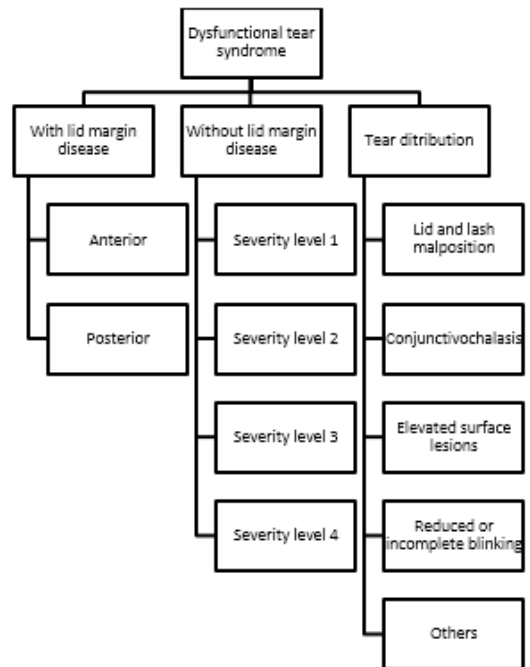 Dysfunctional tear
syndrome
With lid margin
disease
Without lid margin
disease
Tear ditribution
Anterior
Posterior
Severity level 1
Severity level 2
Severity level 3
Severity level 4
Lid and lash
malposition
Conjunctivochalasis
Elevated surface
lesions
Reduced or
incomplete blinking
Others